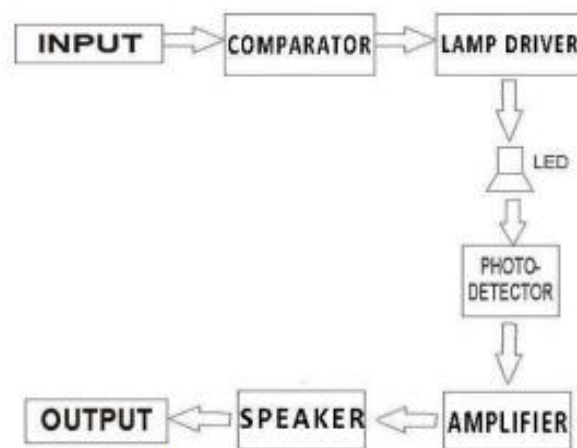 INPUT
COMPARATOR
LAMP DRIVER
LED
PHOTO-
DETECTOR
AMPLIFIER
SPEAKER
OUTPUT